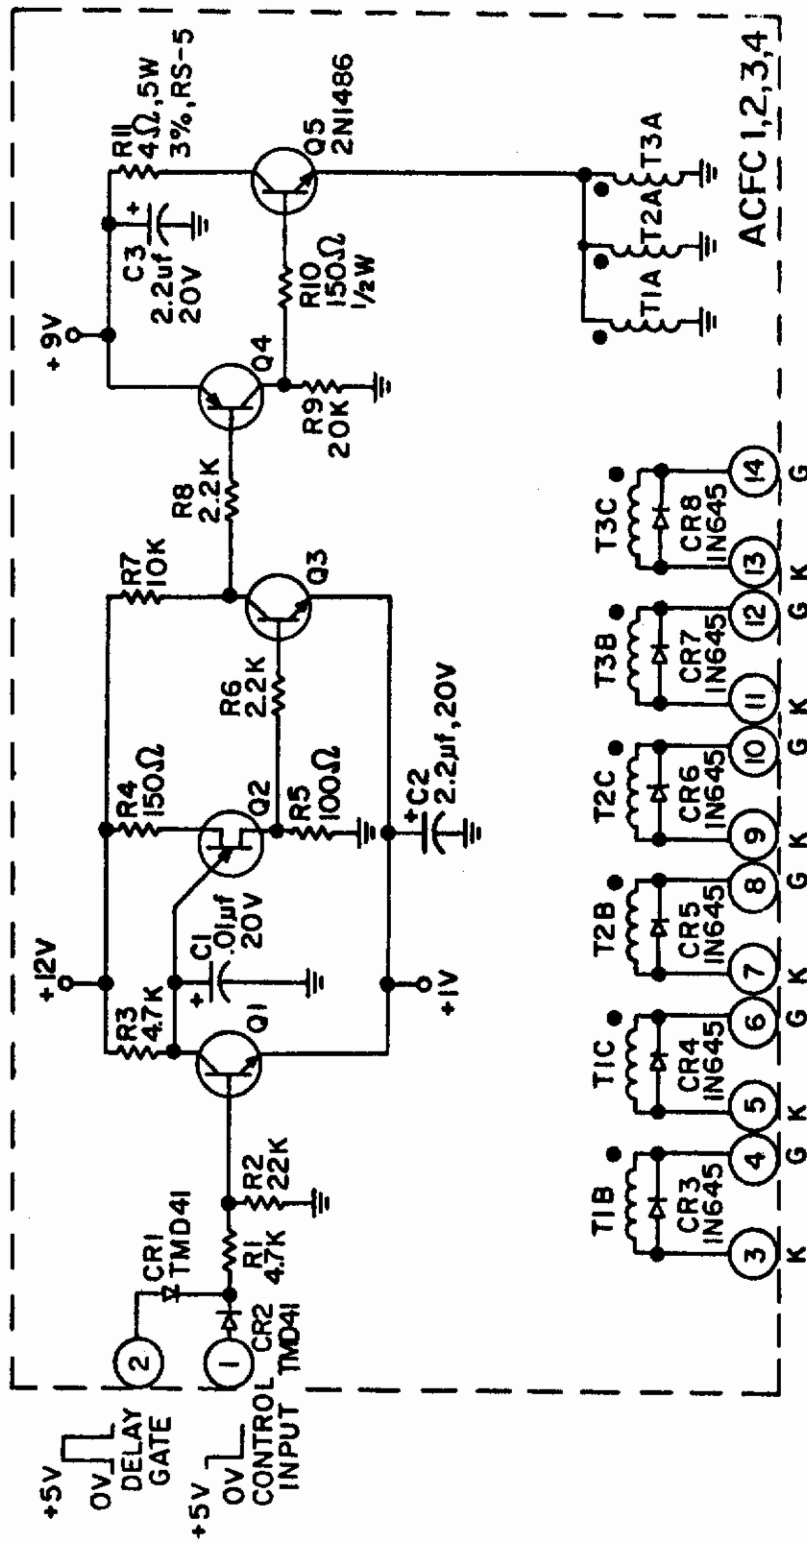 +5V
0V
DELAY
GATE
+5V
0V
CONTROL
INPUT
2
1
CR1
TMD41
CR2
TMD41
R1
4.7K
R2
22K
+12V
R3
4.7K
Q1
C1
.01µf
20V
+
+1V
R4
150Ω
Q2
R5
100Ω
+
C2
2.2µf, 20V
R6
2.2K
R7
10K
Q3
R8
2.2K
+9V
Q4
R9
20K
C3
2.2uf
20V
+
R10
150Ω
1/2W
R11
4Ω, 5W
3%, RS-5
Q5
2N1486
T1A
T2A
T3A
T1B
CR3
1N645
3
4
K
G
T1C
CR4
1N645
5
6
K
G
T2B
CR5
1N645
7
8
K
G
T2C
CR6
1N645
9
10
K
G
T3B
CR7
1N645
11
12
K
G
T3C
CR8
1N645
13
14
K
G
ACFC 1,2,3,4